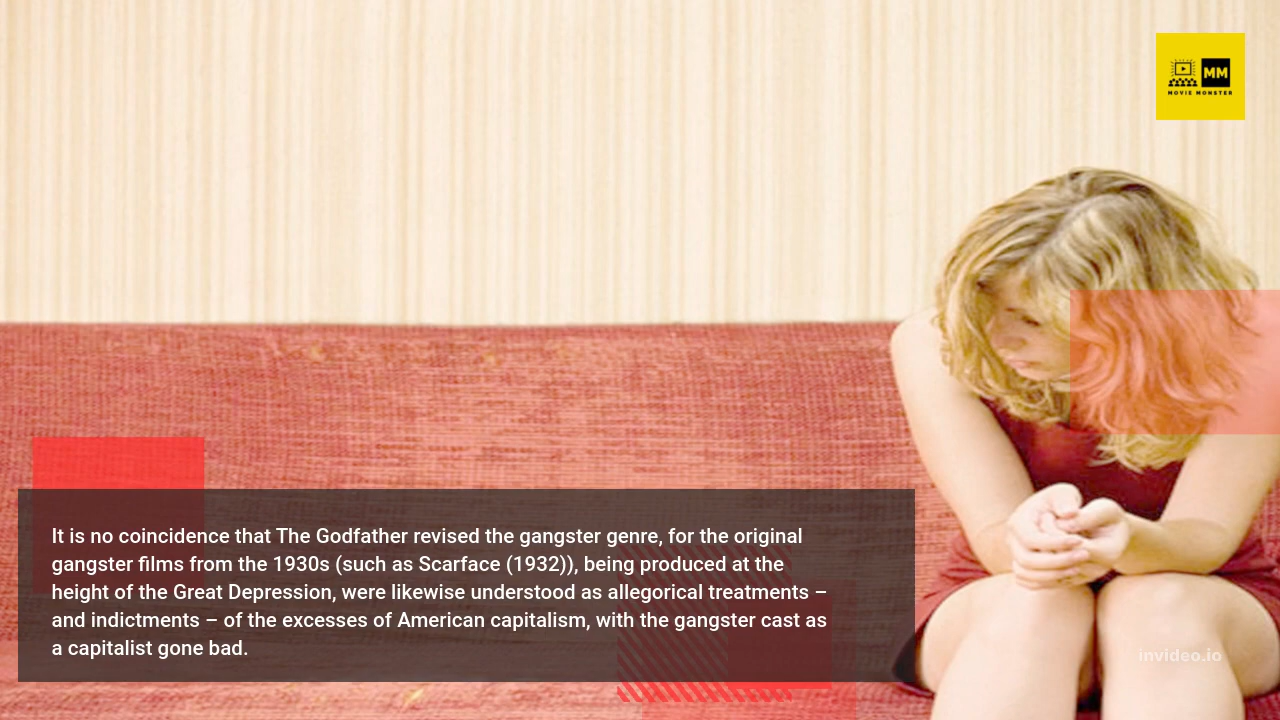 MM
MOVIE MONSTER
It is no coincidence that The Godfather revised the gangster genre, for the original
gangster films from the 1930s (such as Scarface (1932)), being produced at the
height of the Great Depression, were likewise understood as allegorical treatments –
and indictments – of the excesses of American capitalism, with the gangster cast as
a capitalist gone bad.
invideo.io